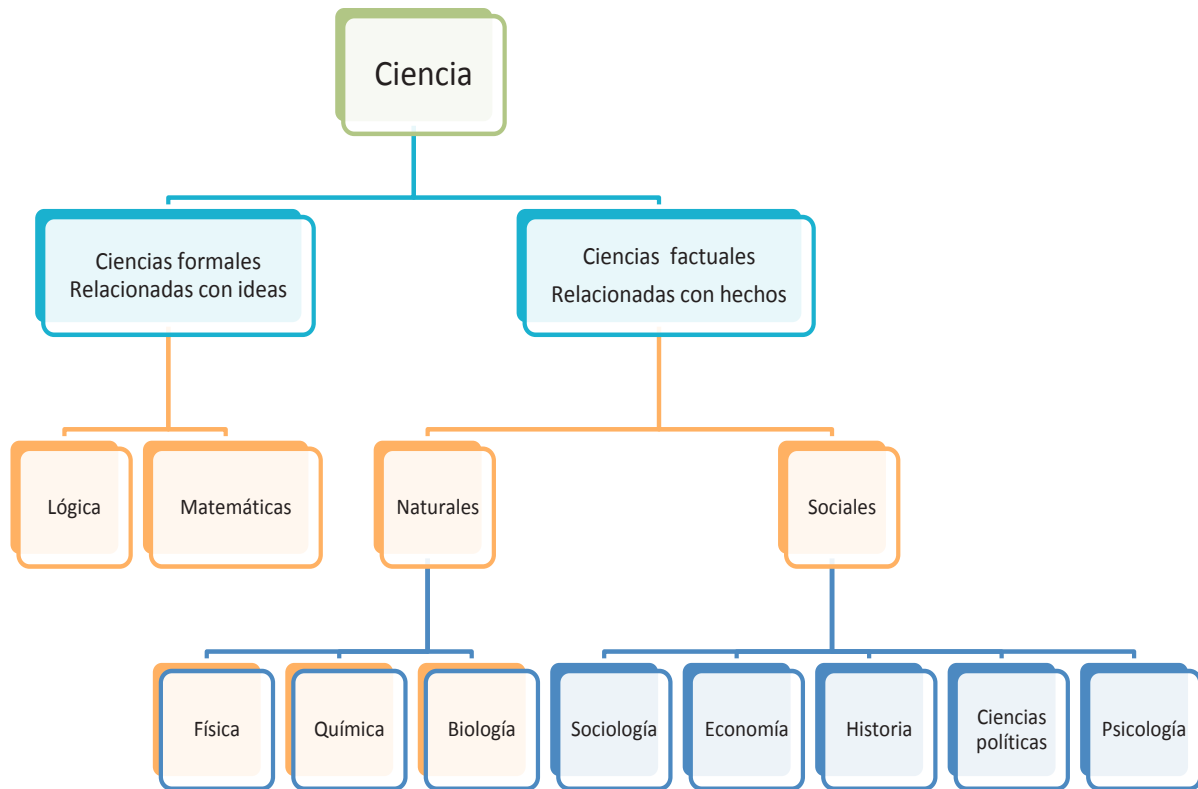 Ciencia
Ciencias formales
Relacionadas con ideas
Ciencias factuales
Relacionadas con hechos
Lógica
Matemáticas
Naturales
Sociales
Física
Química
Biología
Sociología
Economía
Historia
Ciencias
políticas
Psicología